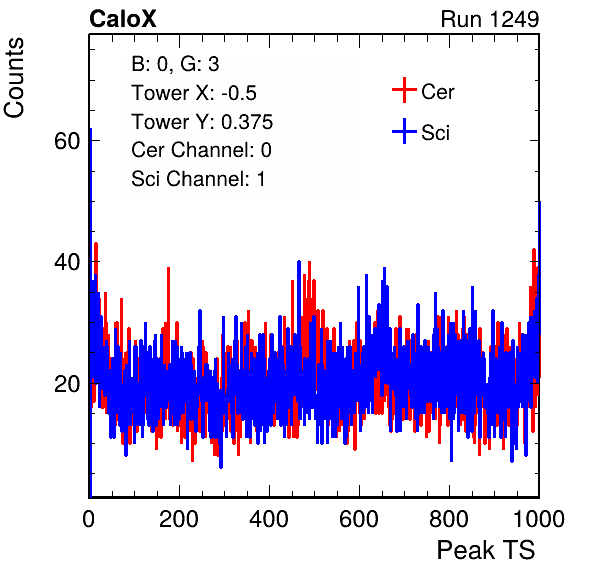 CaloX Run 1249
Counts
B: 0, G: 3
Tower X: -0.5
Tower Y: 0.375
Cer Channel: 0
Sci Channel: 1
Cer
Sci
60
40
20
0 200 400 600 800 1000
Peak TS